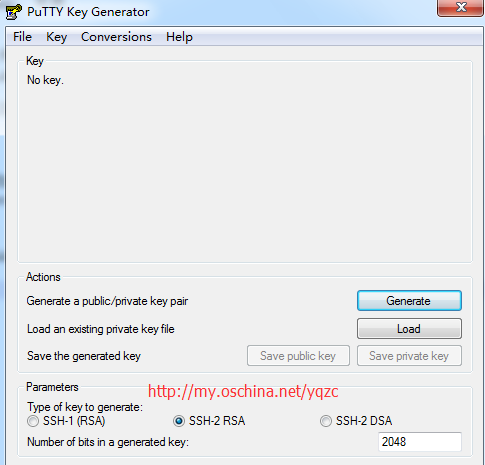 PuTTY Key Generator
File Key Conversions Help
Key
No key.
Actions
Generate a public/private key pair
Generate
Load an existing private key file
Load
Save the generated key
Save public key
Save private key
Parameters
http://my.oschina.net/yqzc
Type of key to generate:
SSH-1 (RSA) SSH-2 RSA SSH-2 DSA
Number of bits in a generated key:
2048